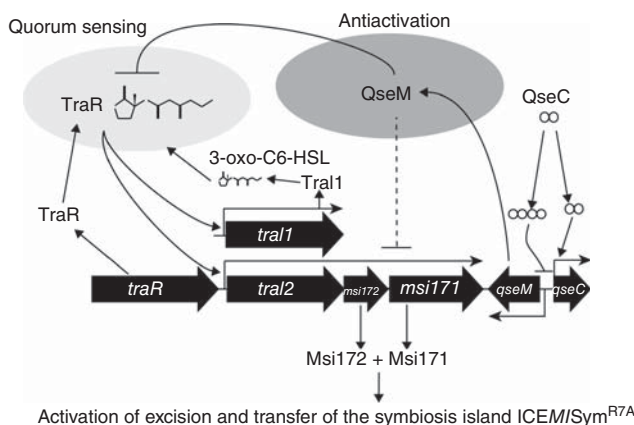 Quorum sensing
Antiactivation
TraR
QseM
QseC
3-oxo-C6-HSL
TraI1
TraR
traI1
traR
traI2
msi172
msi171
qseM
qseC
Msi172 + Msi171
Activation of excision and transfer of the symbiosis island ICEMlSymR7A